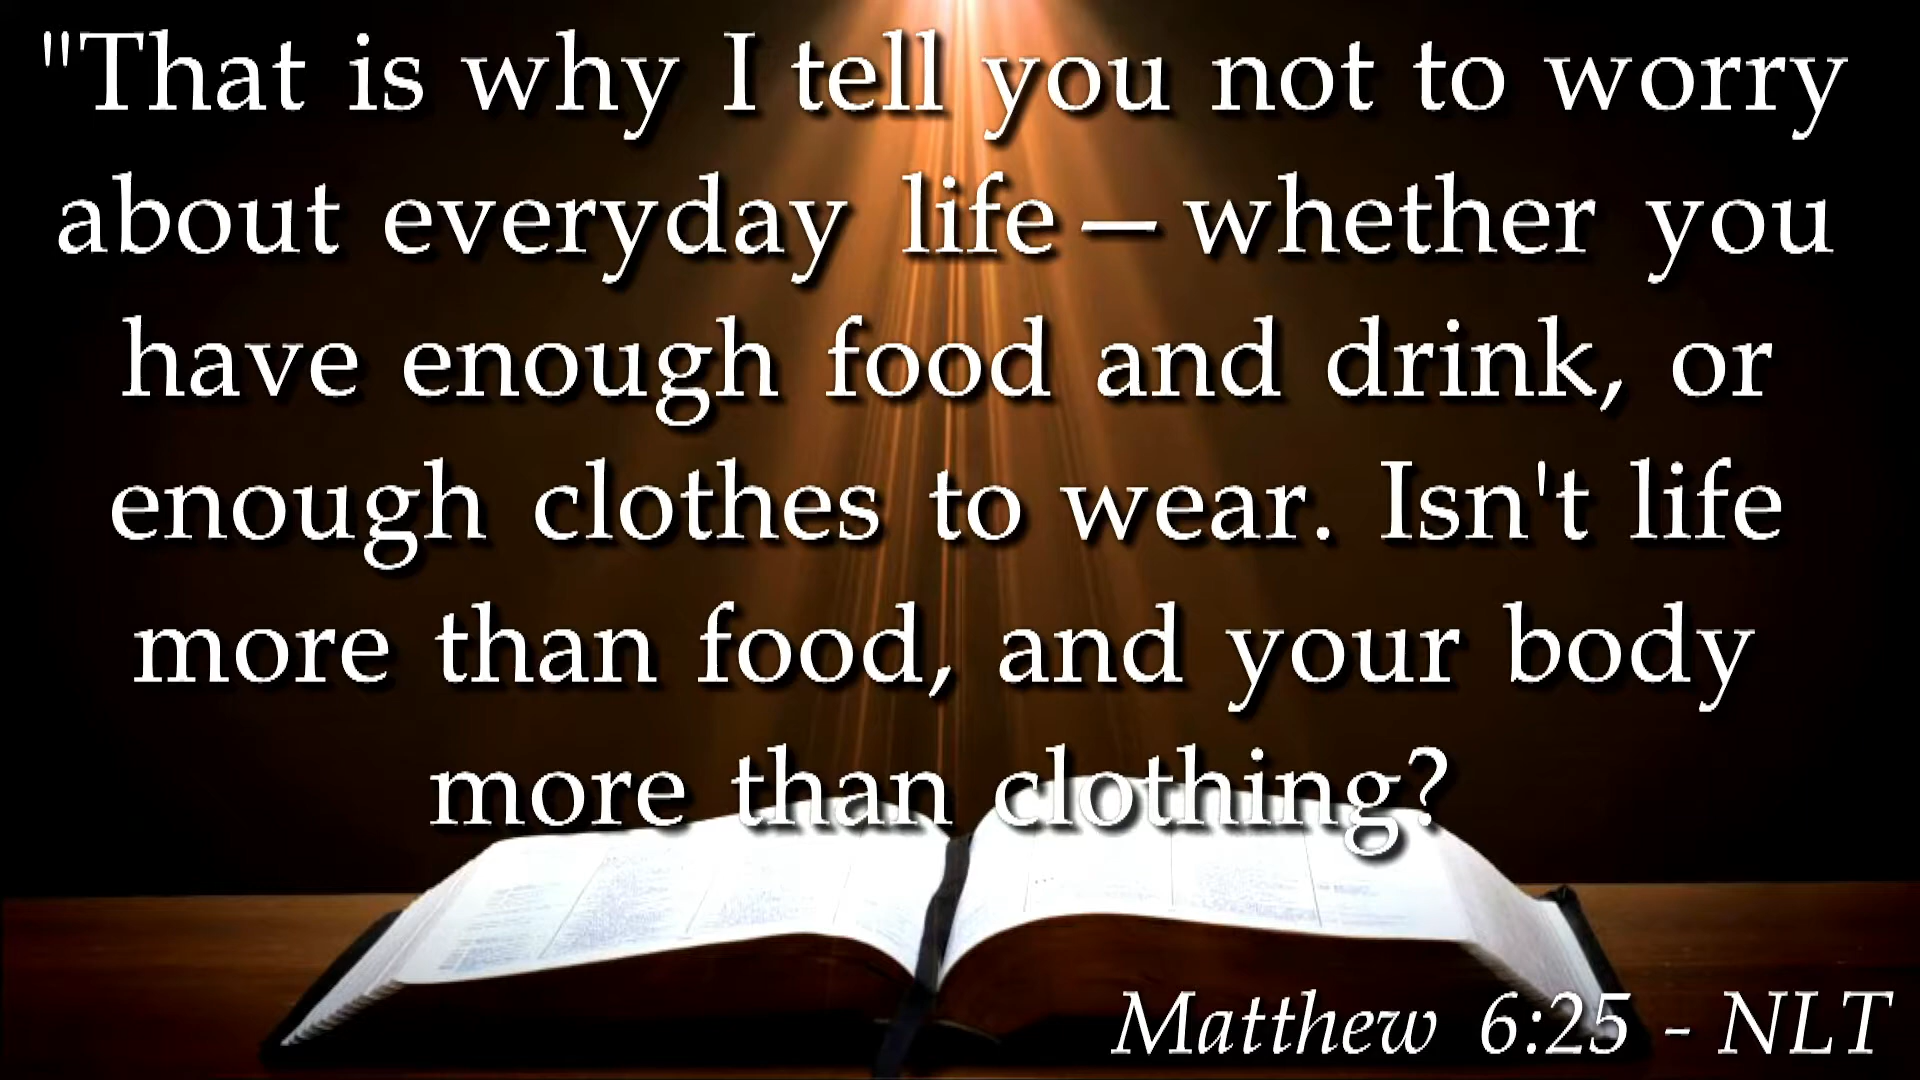 "That is why I tell you not to worry
about everyday life — whether you
have enough food and drink, or
enough clothes to wear. Isn't life
more than food, and your body
more than clothing?
Matthew 6:25 - NLT